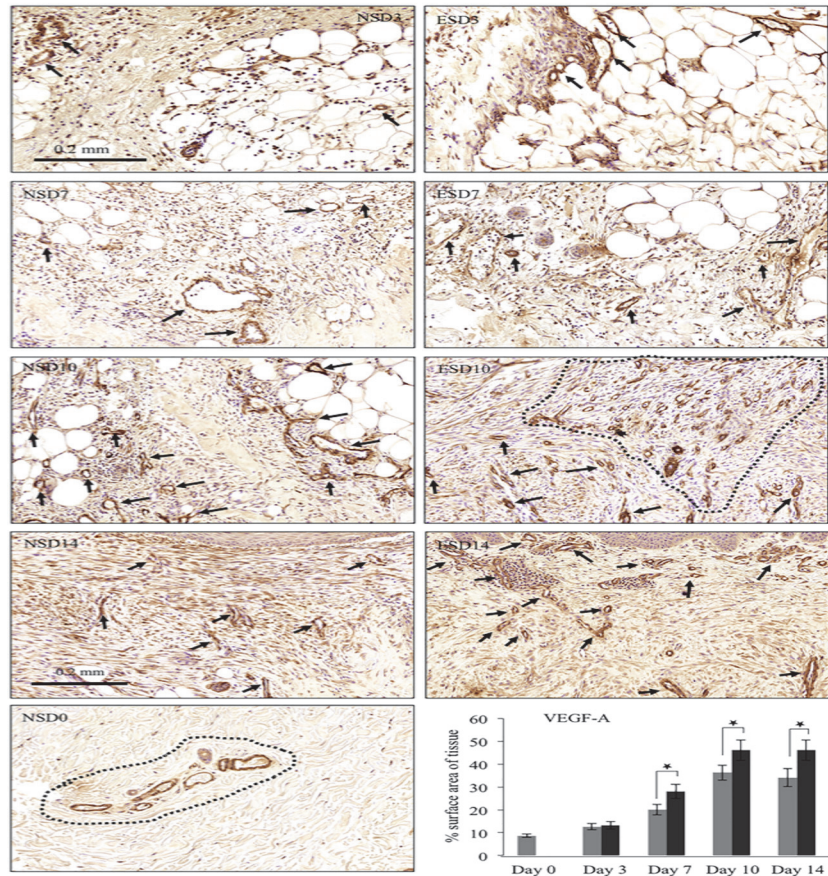 NSD3
ESD3
0.2 mm
NSD7
ESD7
NSD10
ESD10
NSD14
ESD14
0.2 mm
NSD0
VEGF-A
% surface area of tissue
60
50
40
30
20
10
0
★
★
★
Day 0
Day 3
Day 7
Day 10
Day 14